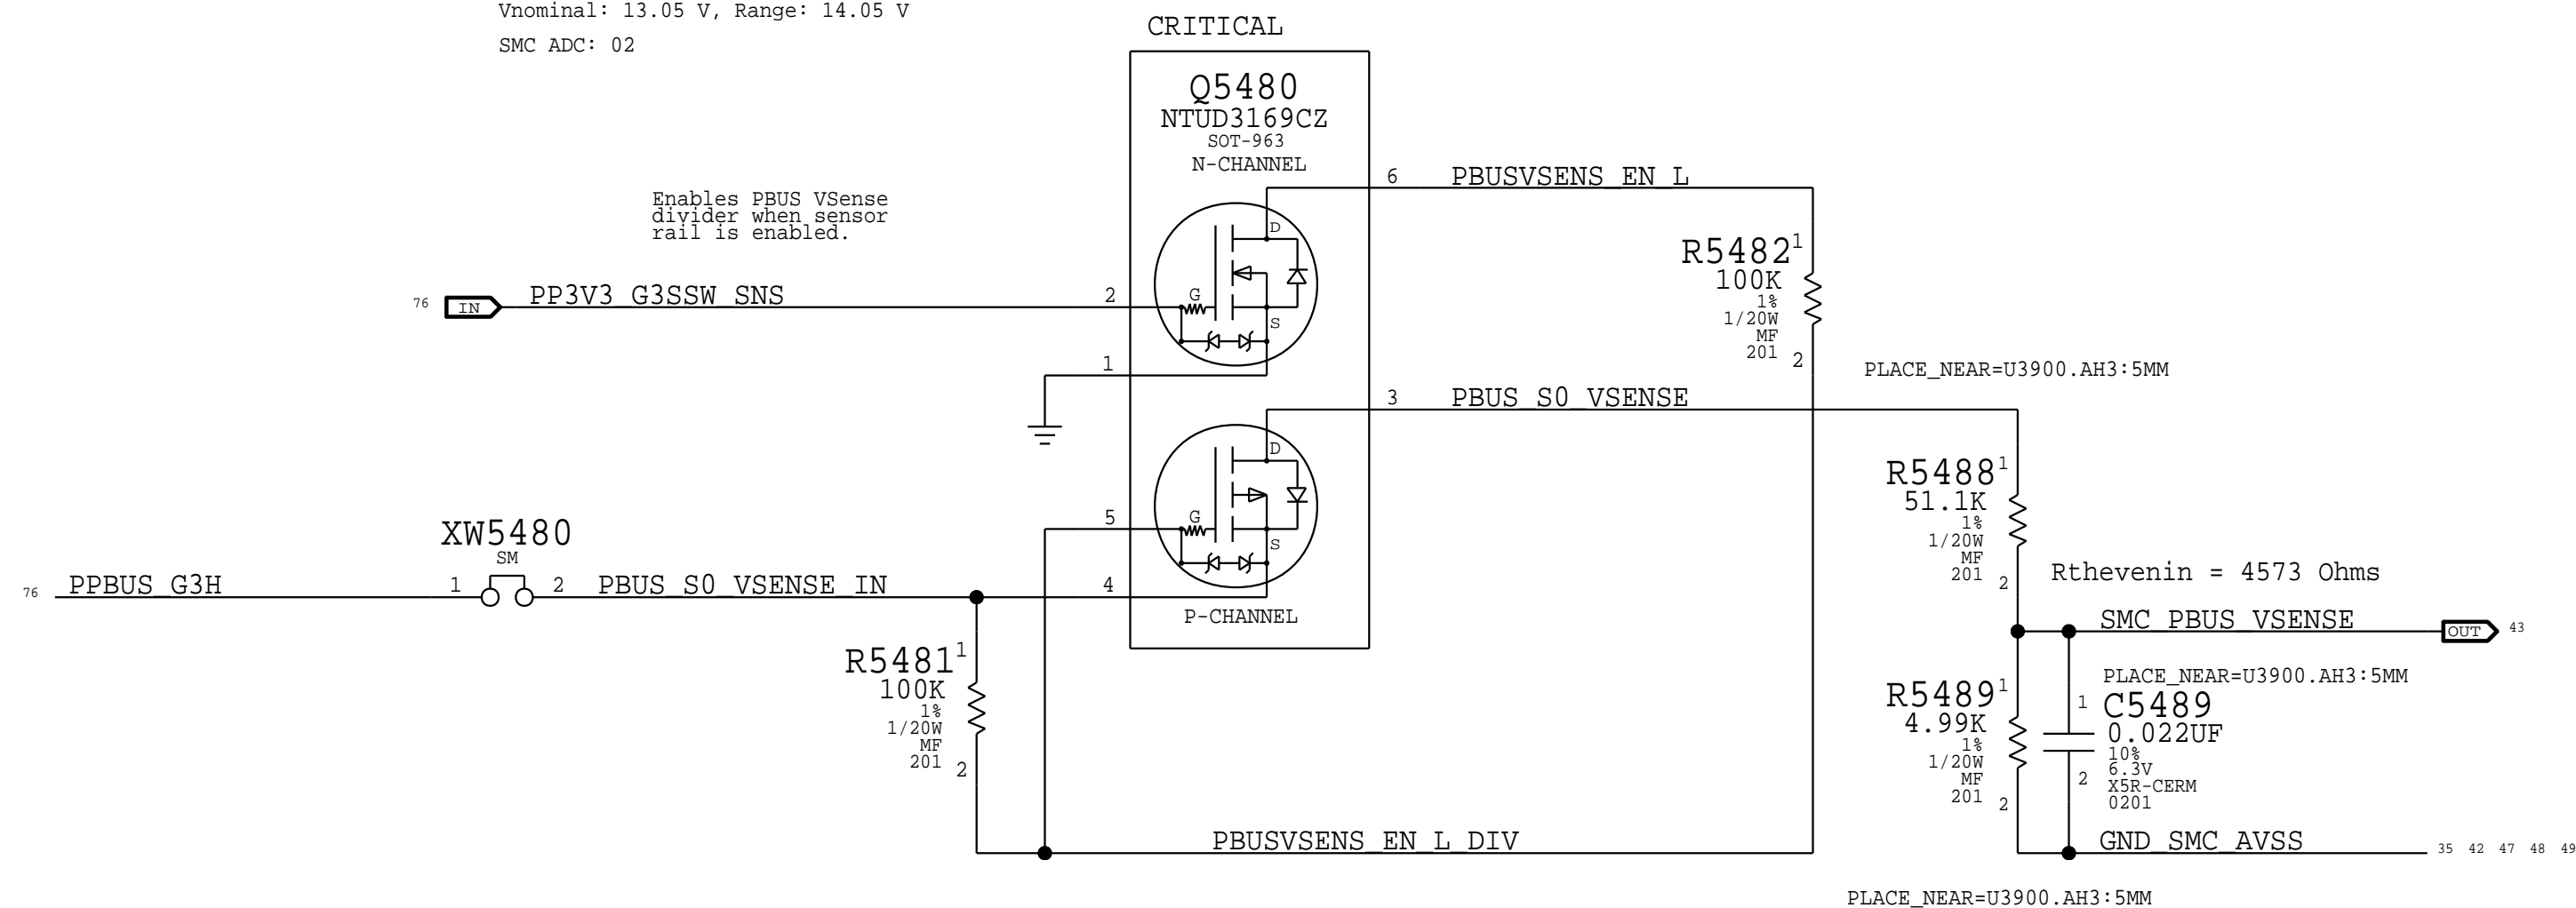 Vnominal: 13.05 V, Range: 14.05 V
SMC ADC: 02
CRITICAL
Q5480
NTUD3169CZ
SOT-963
N-CHANNEL
6
PBUSVSENS_EN_L
Enables PBUS VSense
divider when sensor
rail is enabled.
D
G
S
76
IN
PP3V3_G3SSW_SNS
2
1
R5482
1
100K
1%
1/20W
MF
201
2
PLACE_NEAR=U3900.AH3:5MM
3
PBUS_S0_VSENSE
D
G
S
5
4
P-CHANNEL
XW5480
SM
76
PPBUS_G3H
1
2
PBUS_S0_VSENSE_IN
R5481
1
100K
1%
1/20W
MF
201
2
R5488
1
51.1K
1%
1/20W
MF
201
2
Rthevenin = 4573 Ohms
SMC_PBUS_VSENSE
OUT
43
PLACE_NEAR=U3900.AH3:5MM
R5489
1
4.99K
1%
1/20W
MF
201
2
1
C5489
0.022UF
10%
6.3V
X5R-CERM
0201
2
PBUSVSENS_EN_L_DIV
GND_SMC_AVSS
35 42 47 48 49
PLACE_NEAR=U3900.AH3:5MM